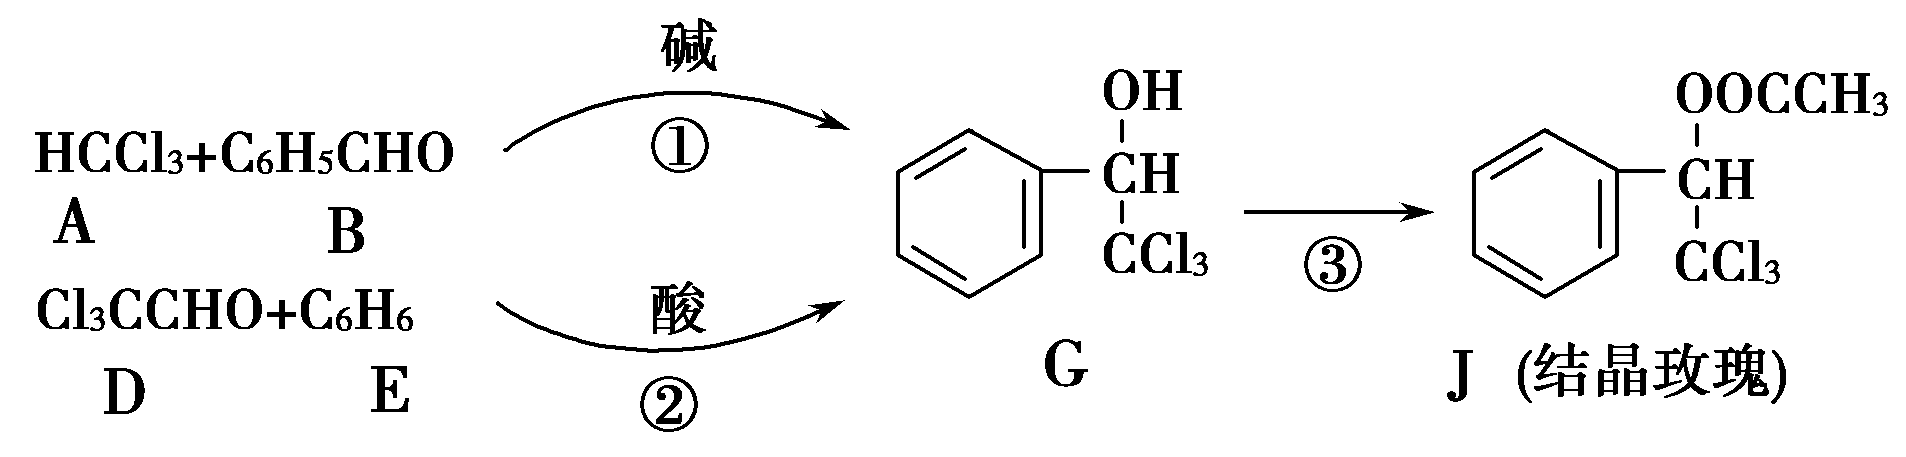 碱
①
HCCl₃+C₆H₅CHO
A B
Cl₃CCHO+C₆H₆
D E
酸
②
OH
CH
CCl₃
G
③
OOCCH₃
CH
CCl₃
J (结晶玫瑰)